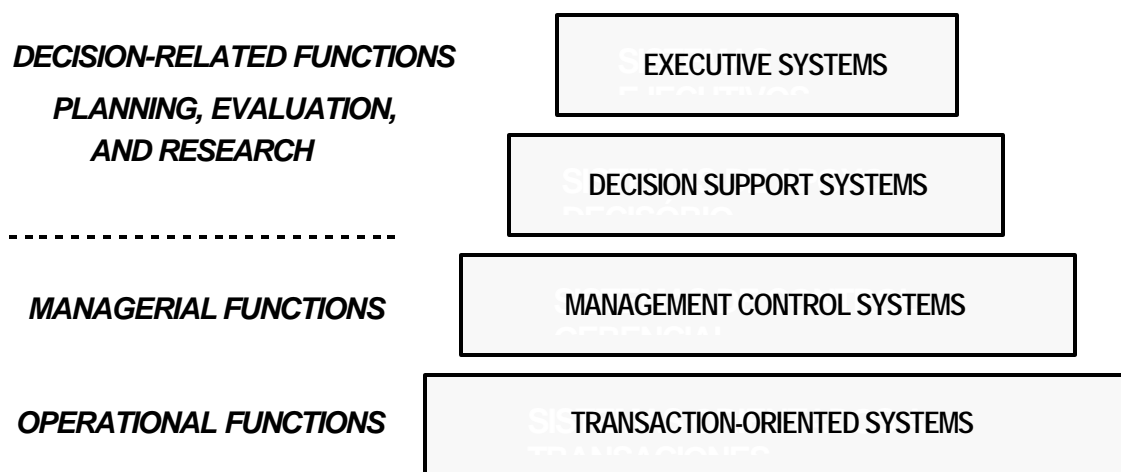 DECISION-RELATED FUNCTIONS
EXECUTIVE SYSTEMS
PLANNING, EVALUATION,
AND RESEARCH
DECISION SUPPORT SYSTEMS
MANAGERIAL FUNCTIONS
MANAGEMENT CONTROL SYSTEMS
OPERATIONAL FUNCTIONS
TRANSACTION-ORIENTED SYSTEMS